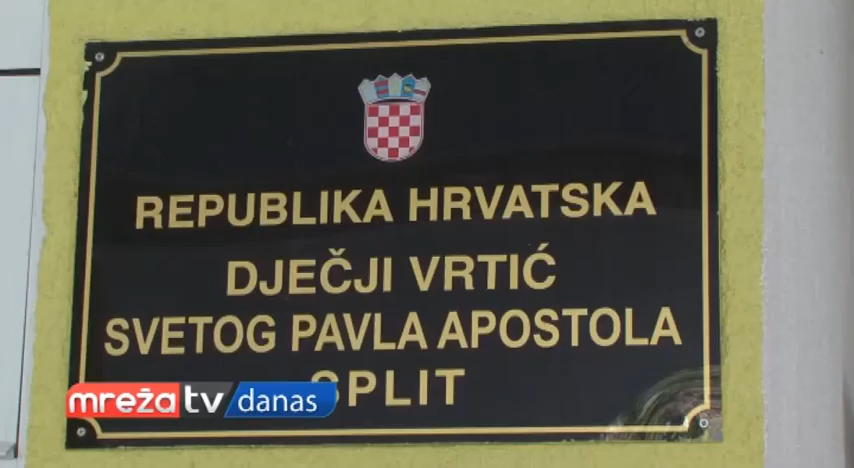 REPUBLIKA HRVATSKA
DJEČJI VRTIĆ
SVETOG PAVLA APOSTOLA
SPLIT
mreža tv danas